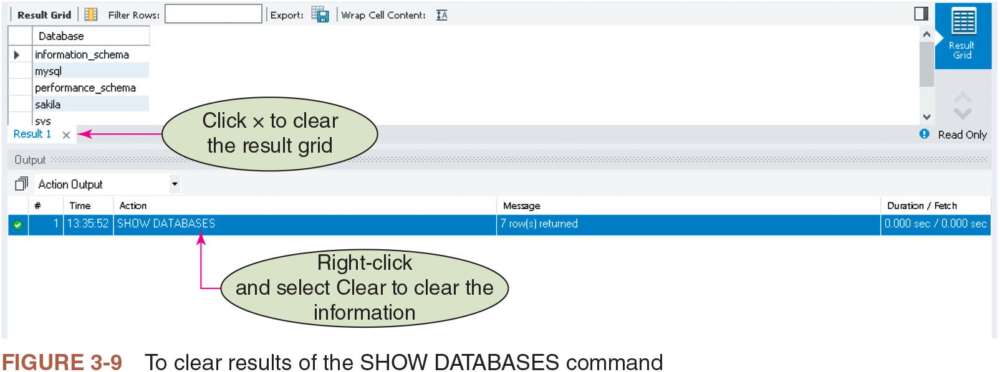 Result Grid Filter Rows: Export: Wrap Cell Content: A
Database
information_schema
mysql
performance_schema
sakila
sys
Result Grid
Result 1 ×
Read Only
Click × to clear
the result grid
Output
Action Output
# Time Action Message Duration / Fetch
1 13:35:52 SHOW DATABASES 7 row(s) returned 0.000 sec / 0.000 sec
Right-click
and select Clear to clear the
information
FIGURE 3-9 To clear results of the SHOW DATABASES command